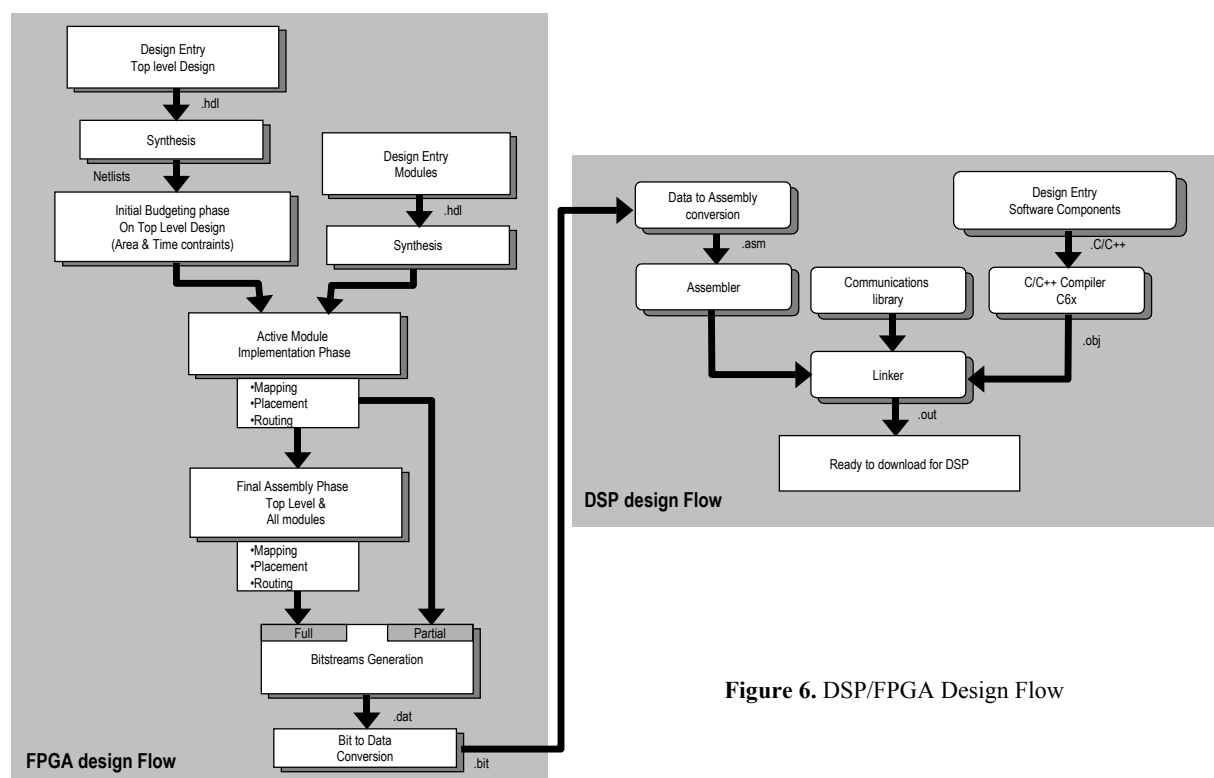 Design Entry
Top level Design
.hdl
Synthesis
Netlists
Initial Budgeting phase
On Top Level Design
(Area & Time contraints)
Design Entry
Modules
.hdl
Synthesis
Active Module
Implementation Phase
•Mapping
•Placement
•Routing
Final Assembly Phase
Top Level &
All modules
•Mapping
•Placement
•Routing
Full
Partial
Bitstreams Generation
.dat
Bit to Data
Conversion
.bit
FPGA design Flow
Data to Assembly
conversion
.asm
Assembler
Communications
library
Design Entry
Software Components
.C/C++
C/C++ Compiler
C6x
.obj
Linker
.out
Ready to download for DSP
DSP design Flow
Figure 6. DSP/FPGA Design Flow